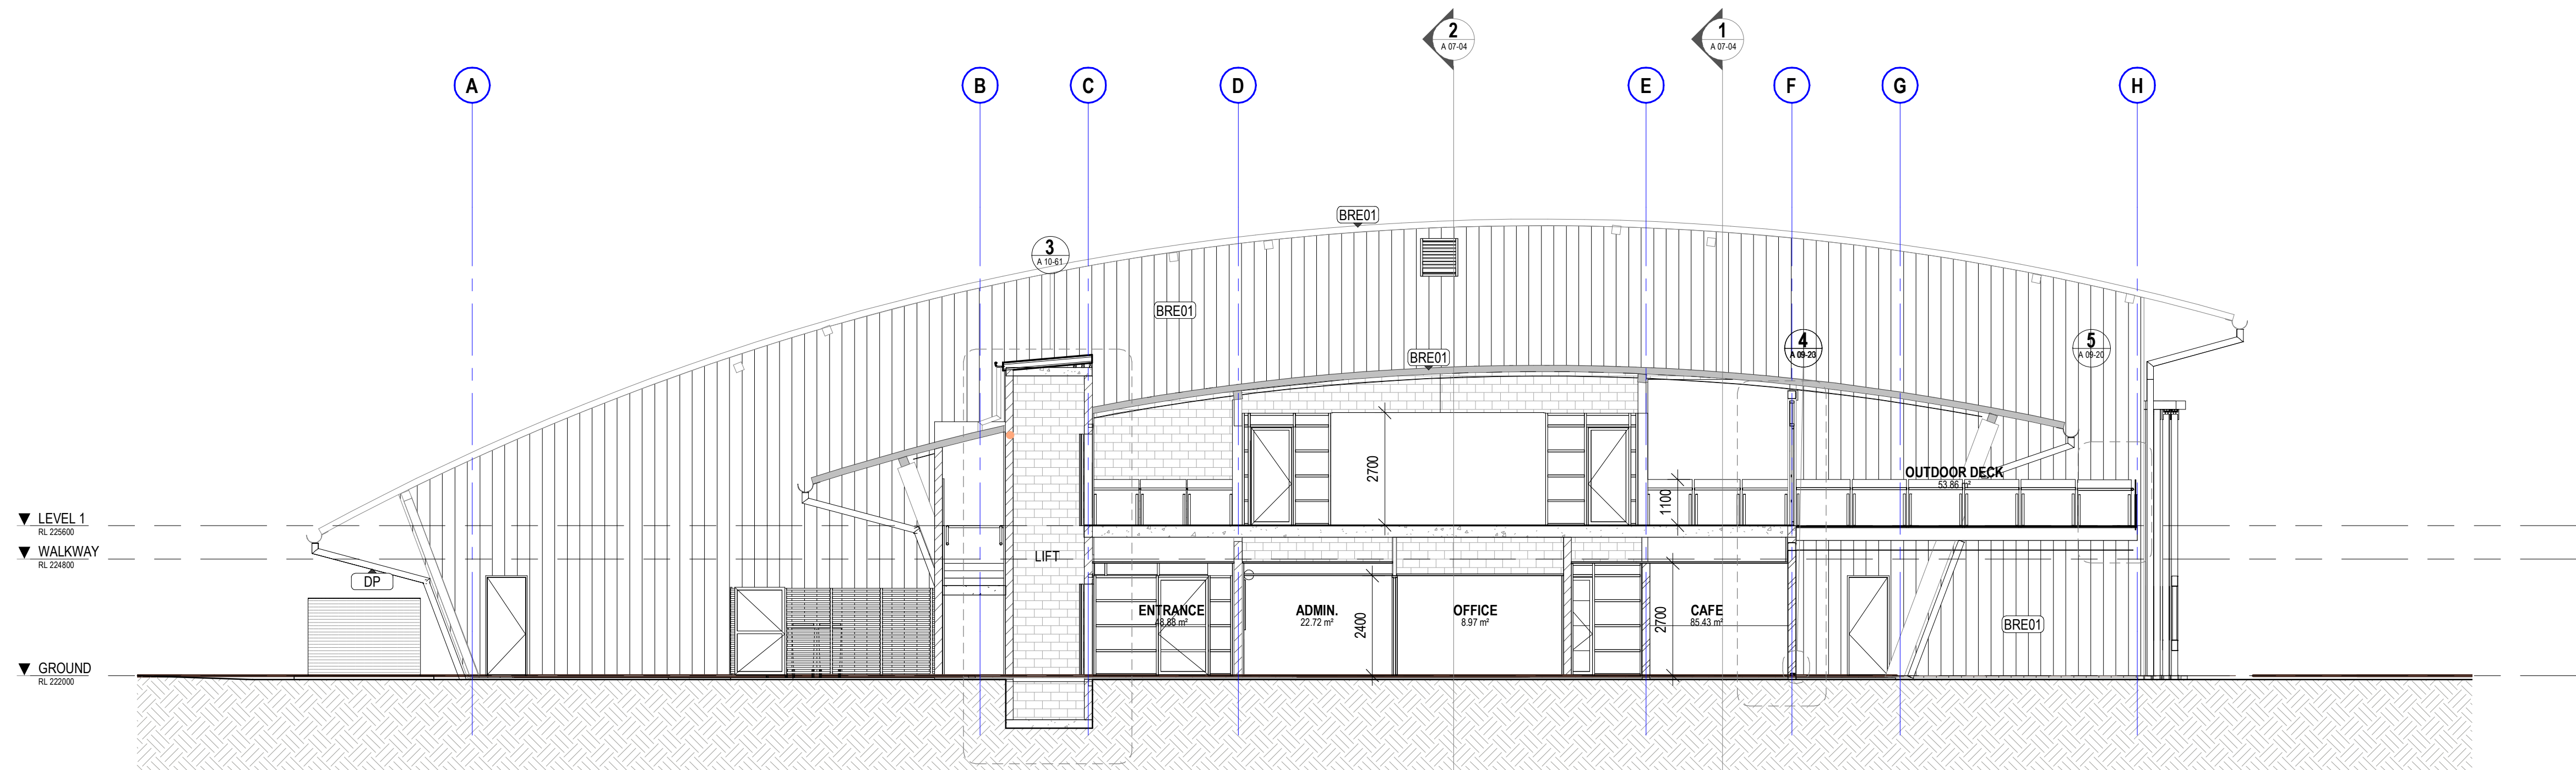 2
A 07-04
1
A 07-04
A
B
C
D
E
F
G
H
BRE01
3
A 10-61
BRE01
4
A 09-20
5
A 09-20
BRE01
OUTDOOR DECK
53.86 m²
2700
1100
LEVEL 1
RL 225600
WALKWAY
RL 224800
LIFT
DP
ENTRANCE
48.88 m²
ADMIN.
22.72 m²
2400
OFFICE
8.97 m²
2700
CAFE
85.43 m²
BRE01
GROUND
RL 222000